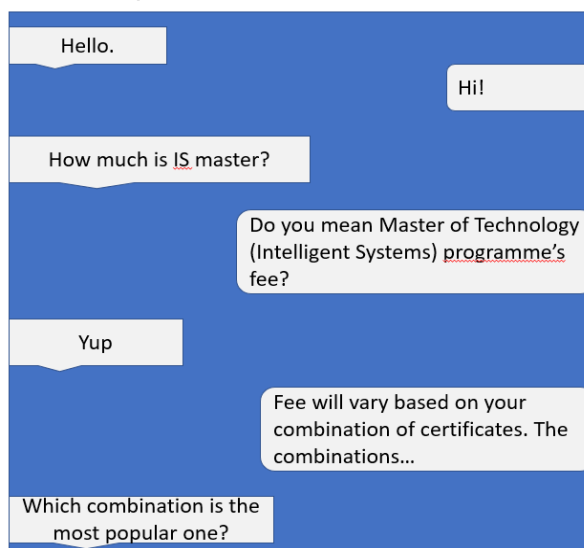 Hello.
Hi!
How much is IS master?
Do you mean Master of Technology
(Intelligent Systems) programme's
fee?
Yup
Fee will vary based on your
combination of certificates. The
combinations...
Which combination is the
most popular one?